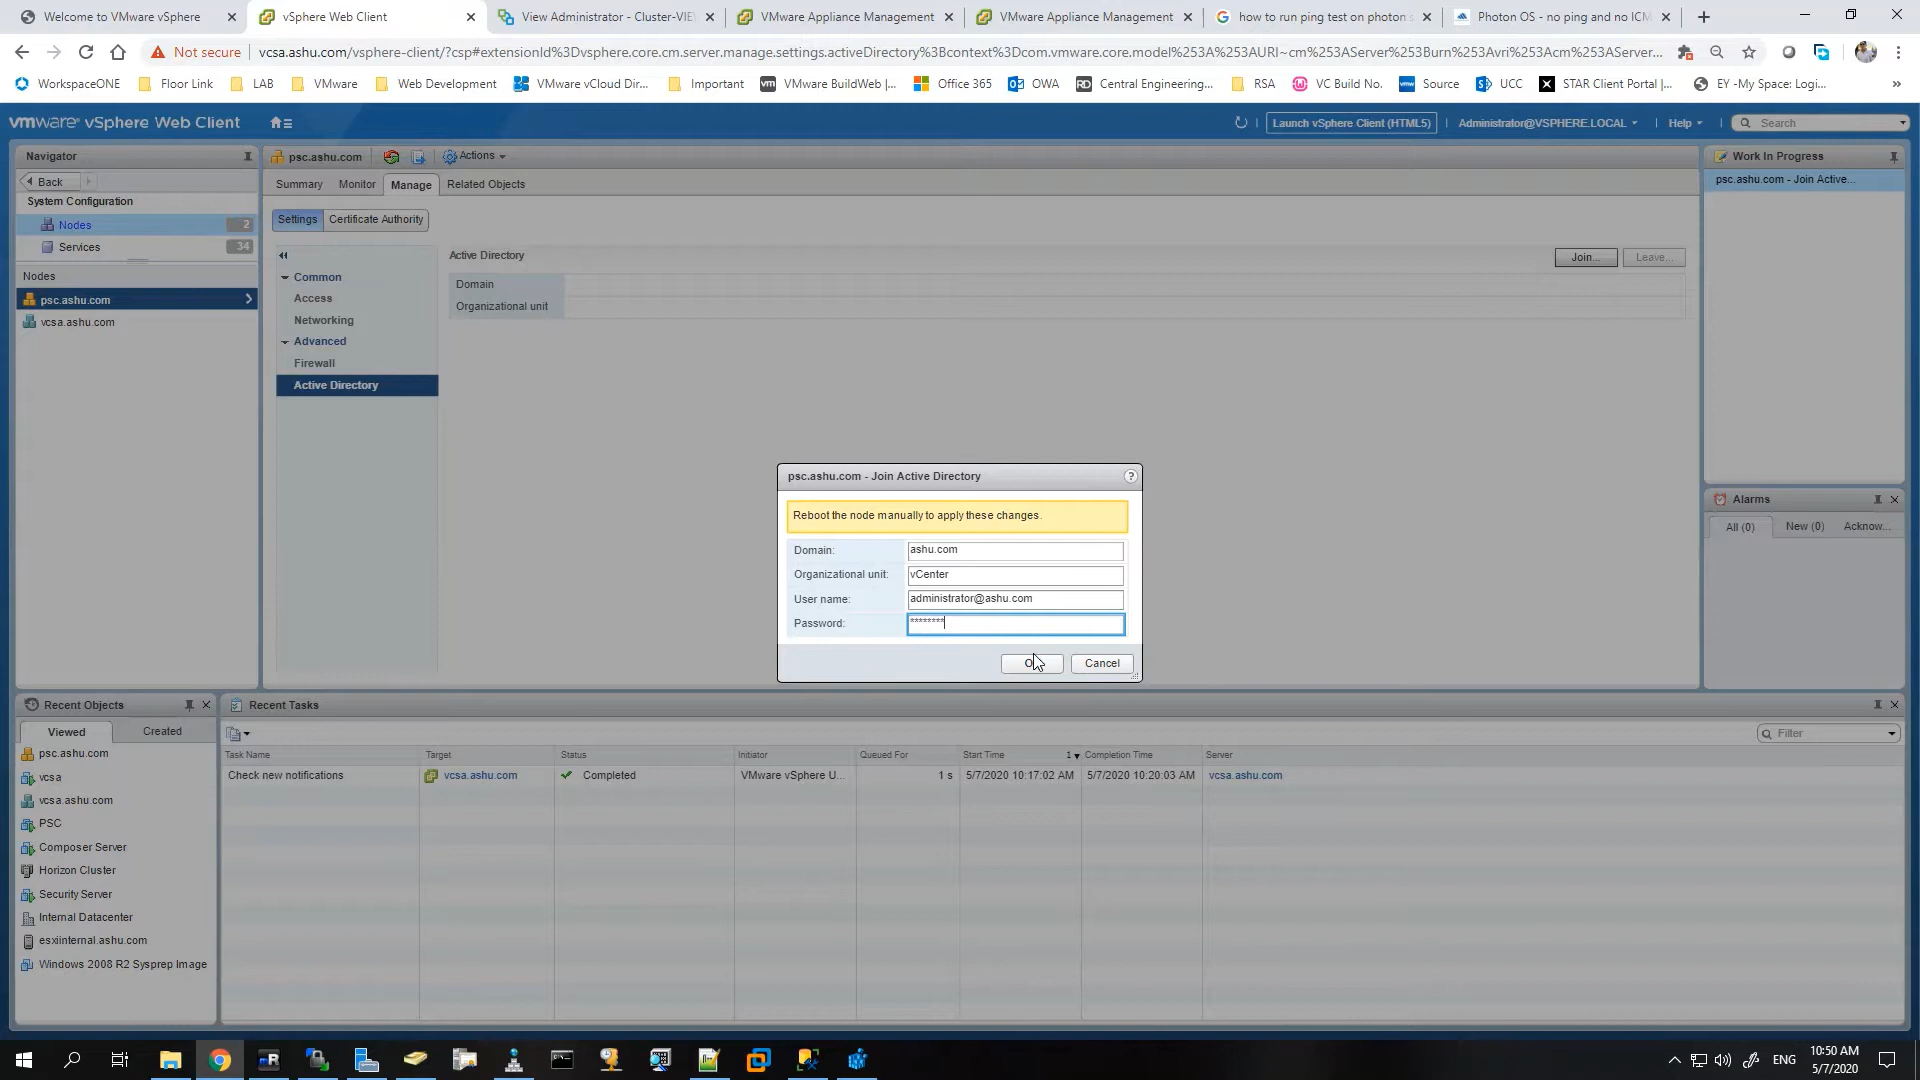 Welcome to VMware vSphere
vSphere Web Client
View Administrator - Cluster-VIE
VMware Appliance Management
VMware Appliance Management
how to run ping test on photon s
Photon OS - no ping and no ICM
Not secure
vcsa.ashu.com/vsphere-client/?csp#extensionId%3Dvsphere.core.cm.server.manage.settings.activeDirectory%3Bcontext%3Dcom.vmware.core.model%253A%253AURI~cm%253AServer%253Burn%253Avri%253Acm%253AServer...
WorkspaceONE
Floor Link
LAB
VMware
Web Development
VMware vCloud Dir...
Important
VMware BuildWeb |...
Office 365
OWA
Central Engineering...
RSA
VC Build No.
Source
UCC
STAR Client Portal |...
EY -My Space: Logi...
vmware vSphere Web Client
Launch vSphere Client (HTML5)
Administrator@VSPHERE.LOCAL
Help
Search
Navigator
Back
System Configuration
Nodes 2
Services 34
Nodes
psc.ashu.com
vcsa.ashu.com
psc.ashu.com
Actions
Summary
Monitor
Manage
Related Objects
Settings
Certificate Authority
Common
Access
Networking
Advanced
Firewall
Active Directory
Active Directory
Join...
Leave...
Domain
Organizational unit
psc.ashu.com - Join Active Directory
Reboot the node manually to apply these changes.
Domain: ashu.com
Organizational unit: vCenter
User name: administrator@ashu.com
Password: ********
Cancel
Work In Progress
psc.ashu.com - Join Active...
Alarms
All (0)
New (0)
Acknow...
Recent Objects
Viewed
Created
psc.ashu.com
vcsa
vcsa.ashu.com
PSC
Composer Server
Horizon Cluster
Security Server
Internal Datacenter
esxiinternal.ashu.com
Windows 2008 R2 Sysprep Image
Recent Tasks
Filter
Task Name
Target
Status
Initiator
Queued For
Start Time
1
Completion Time
Server
Check new notifications
vcsa.ashu.com
Completed
VMware vSphere U...
1 s
5/7/2020 10:17:02 AM
5/7/2020 10:20:03 AM
vcsa.ashu.com
ENG
10:50 AM
5/7/2020